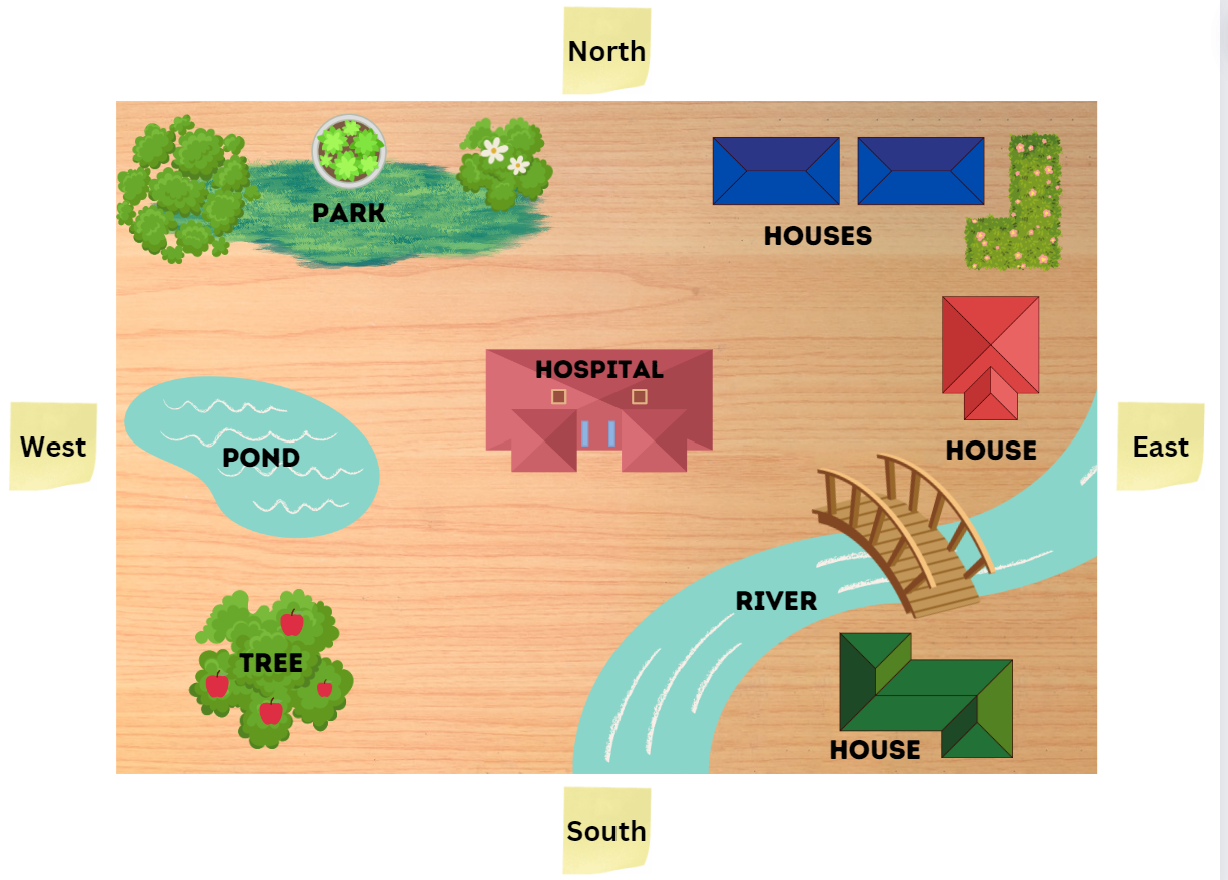 North
PARK
HOUSES
HOSPITAL
West
POND
HOUSE
East
RIVER
TREE
HOUSE
South